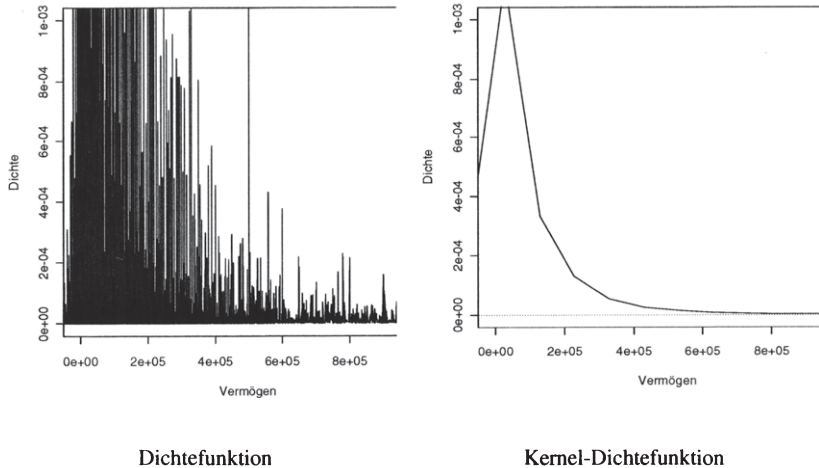 1e-03
8e-04
6e-04
4e-04
2e-04
0e+00
Dichte
0e+00 2e+05 4e+05 6e+05 8e+05
Vermögen
Dichtefunktion
1e-03
8e-04
6e-04
4e-04
2e-04
0e+00
Dichte
0e+00 2e+05 4e+05 6e+05 8e+05
Vermögen
Kernel-Dichtefunktion